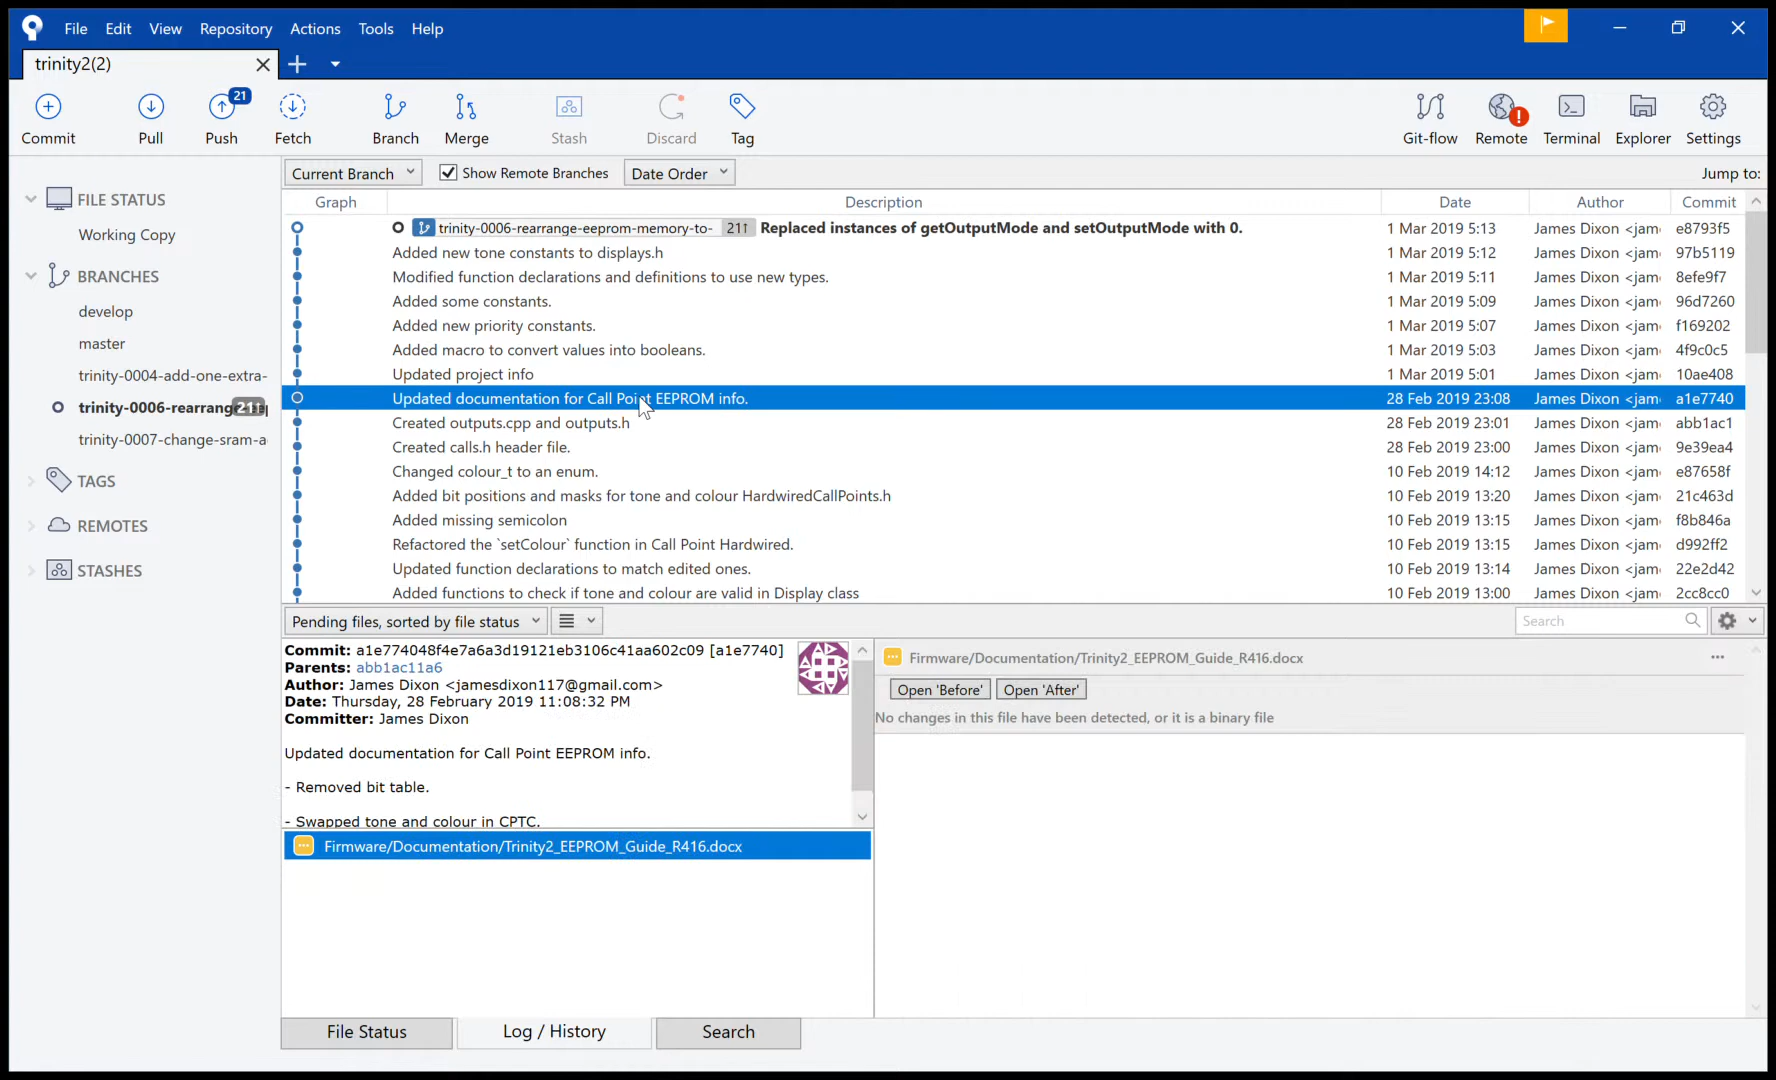 File Edit View Repository Actions Tools Help
trinity2(2)
21
Commit Pull Push Fetch Branch Merge Stash Discard Tag Git-flow Remote Terminal Explorer Settings
Current Branch Show Remote Branches Date Order Jump to:
FILE STATUS
Working Copy
BRANCHES
develop
master
trinity-0004-add-one-extra-
trinity-0006-rearrange 21↑
trinity-0007-change-sram-a
TAGS
REMOTES
STASHES
Graph Description Date Author Commit
trinity-0006-rearrange-eeprom-memory-to- 21↑ Replaced instances of getOutputMode and setOutputMode with 0. 1 Mar 2019 5:13 James Dixon <jam e8793f5
Added new tone constants to displays.h 1 Mar 2019 5:12 James Dixon <jam 97b5119
Modified function declarations and definitions to use new types. 1 Mar 2019 5:11 James Dixon <jam 8efe9f7
Added some constants. 1 Mar 2019 5:09 James Dixon <jam 96d7260
Added new priority constants. 1 Mar 2019 5:07 James Dixon <jam f169202
Added macro to convert values into booleans. 1 Mar 2019 5:03 James Dixon <jam 4f9c0c5
Updated project info 1 Mar 2019 5:01 James Dixon <jam 10ae408
Updated documentation for Call Point EEPROM info. 28 Feb 2019 23:08 James Dixon <jam a1e7740
Created outputs.cpp and outputs.h 28 Feb 2019 23:01 James Dixon <jam abb1ac1
Created calls.h header file. 28 Feb 2019 23:00 James Dixon <jam 9e39ea4
Changed colour_t to an enum. 10 Feb 2019 14:12 James Dixon <jam e87658f
Added bit positions and masks for tone and colour HardwiredCallPoints.h 10 Feb 2019 13:20 James Dixon <jam 21c463d
Added missing semicolon 10 Feb 2019 13:15 James Dixon <jam f8b846a
Refactored the `setColour` function in Call Point Hardwired. 10 Feb 2019 13:15 James Dixon <jam d992ff2
Updated function declarations to match edited ones. 10 Feb 2019 13:14 James Dixon <jam 22e2d42
Added functions to check if tone and colour are valid in Display class 10 Feb 2019 13:00 James Dixon <jam 2cc8cc0
Pending files, sorted by file status Search
Commit: a1e774048f4e7a6a3d19121eb3106c41aa602c09 [a1e7740]
Parents: abb1ac11a6
Author: James Dixon <jamesdixon117@gmail.com>
Date: Thursday, 28 February 2019 11:08:32 PM
Committer: James Dixon
Updated documentation for Call Point EEPROM info.
- Removed bit table.
- Swapped tone and colour in CPTC.
Firmware/Documentation/Trinity2_EEPROM_Guide_R416.docx
Firmware/Documentation/Trinity2_EEPROM_Guide_R416.docx
Open 'Before' Open 'After'
No changes in this file have been detected, or it is a binary file
File Status Log / History Search